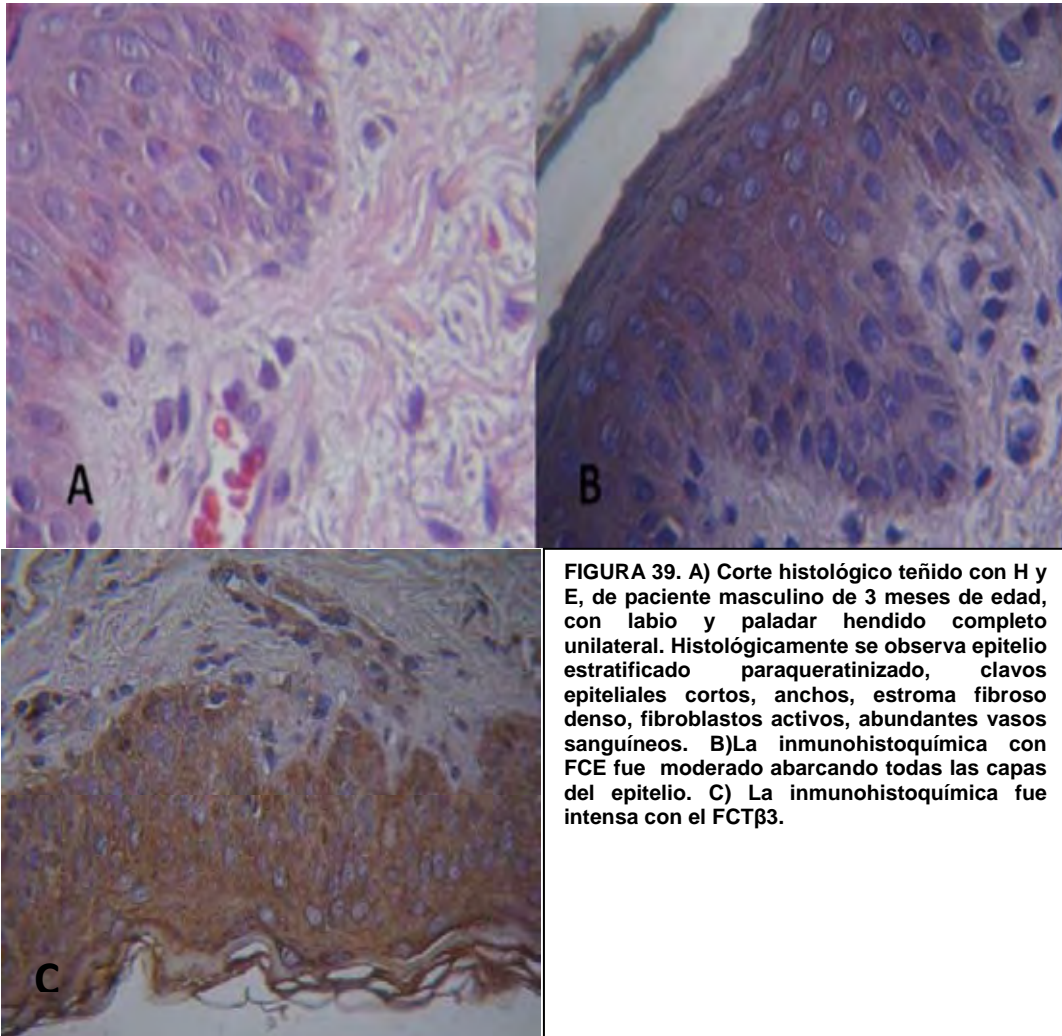 A
B
C
FIGURA 39. A) Corte histológico teñido con H y
E, de paciente masculino de 3 meses de edad,
con labio y paladar hendido completo
unilateral. Histológicamente se observa epitelio
estratificado paraqueratinizado, clavos
epiteliales cortos, anchos, estroma fibroso
denso, fibroblastos activos, abundantes vasos
sanguíneos. B)La inmunohistoquímica con
FCE fue moderado abarcando todas las capas
del epitelio. C) La inmunohistoquímica fue
intensa con el FCTβ3.